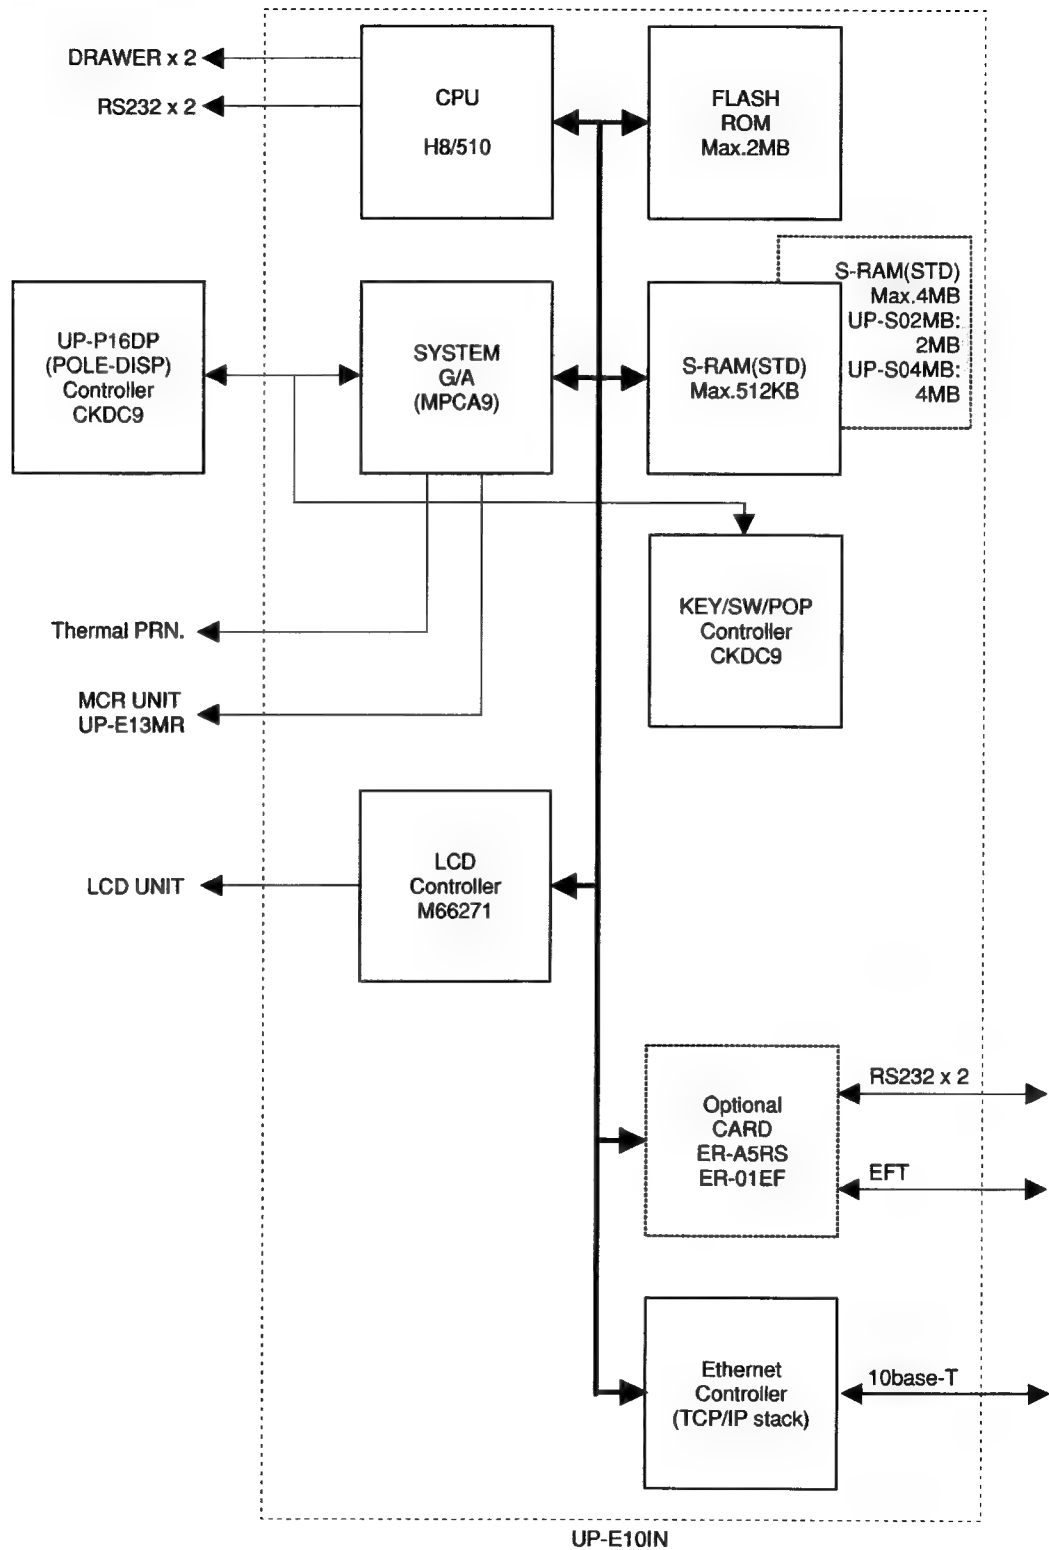 DRAWER x 2
RS232 x 2
CPU
H8/510
FLASH
ROM
Max.2MB
S-RAM(STD)
Max.4MB
UP-S02MB:
2MB
UP-S04MB:
4MB
UP-P16DP
(POLE-DISP)
Controller
CKDC9
SYSTEM
G/A
(MPCA9)
S-RAM(STD)
Max.512KB
KEY/SW/POP
Controller
CKDC9
Thermal PRN.
MCR UNIT
UP-E13MR
LCD UNIT
LCD
Controller
M66271
Optional
CARD
ER-A5RS
ER-01EF
RS232 x 2
EFT
Ethernet
Controller
(TCP/IP stack)
10base-T
UP-E10IN